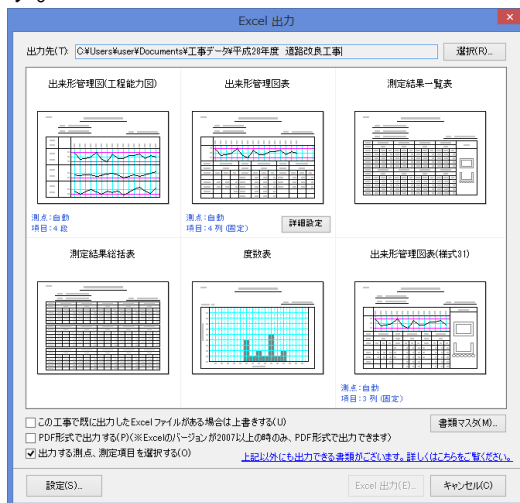 Excel 出力
出力先(T): C:¥Users¥user¥Documents¥工事データ¥平成28年度 道路改良工事
選択(R)...
出来形管理図(工程能力図) 出来形管理図表 測定結果一覧表
測点:自動
項目:4 段
測点:自動
項目:4 列 (固定)
詳細設定
測定結果総括表 度数表 出来形管理図表(様式31)
測点:自動
項目:3 列 (固定)
この工事で既に出力したExcel ファイルがある場合は上書きする(U)
書類マスタ(M)...
PDF形式で出力する(P)(※Excelのバージョンが2007以上の時のみ、PDF形式で出力できます)
出力する測点、測定項目を選択する(O)
上記以外にも出力できる書類がございます。詳しくはこちらをご覧ください。
設定(S)...
Excel 出力(E)...
キャンセル(C)